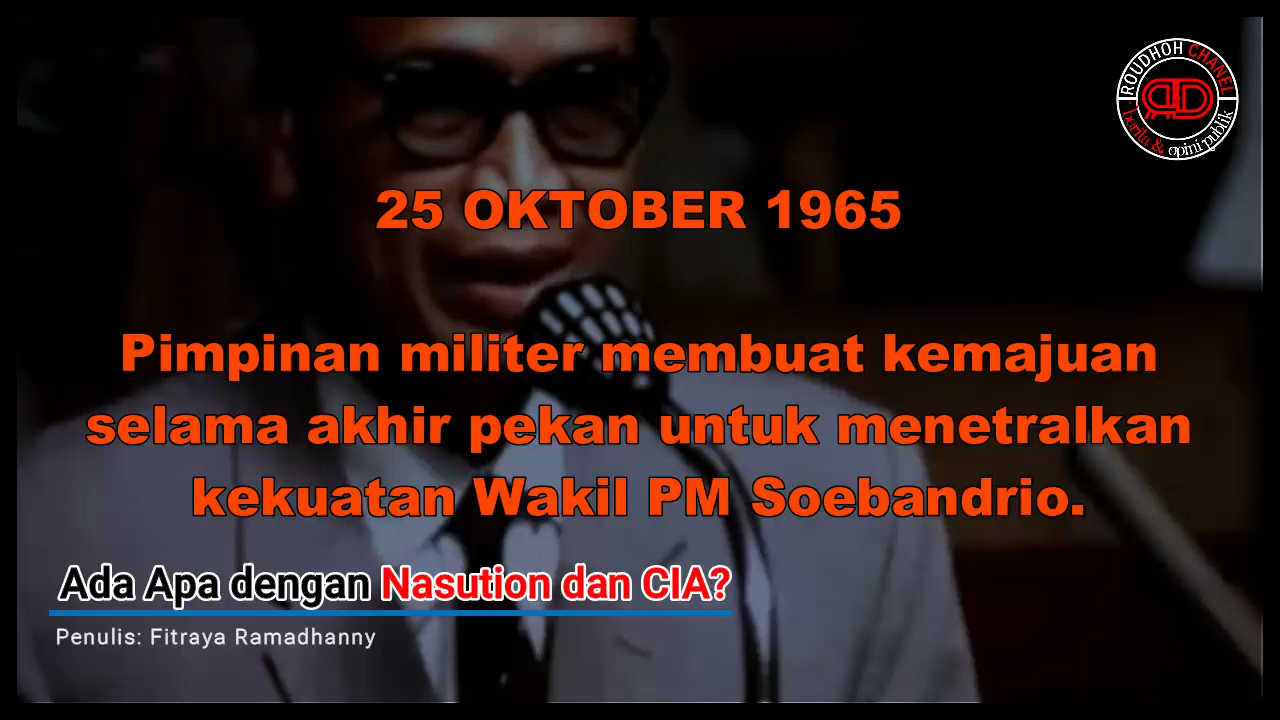 ROUDHOH CHANEL
berita & opini publik
25 OKTOBER 1965
Pimpinan militer membuat kemajuan
selama akhir pekan untuk menetralkan
kekuatan Wakil PM Soebandrio.
Ada Apa dengan Nasution dan CIA?
Penulis: Fitraya Ramadhanny